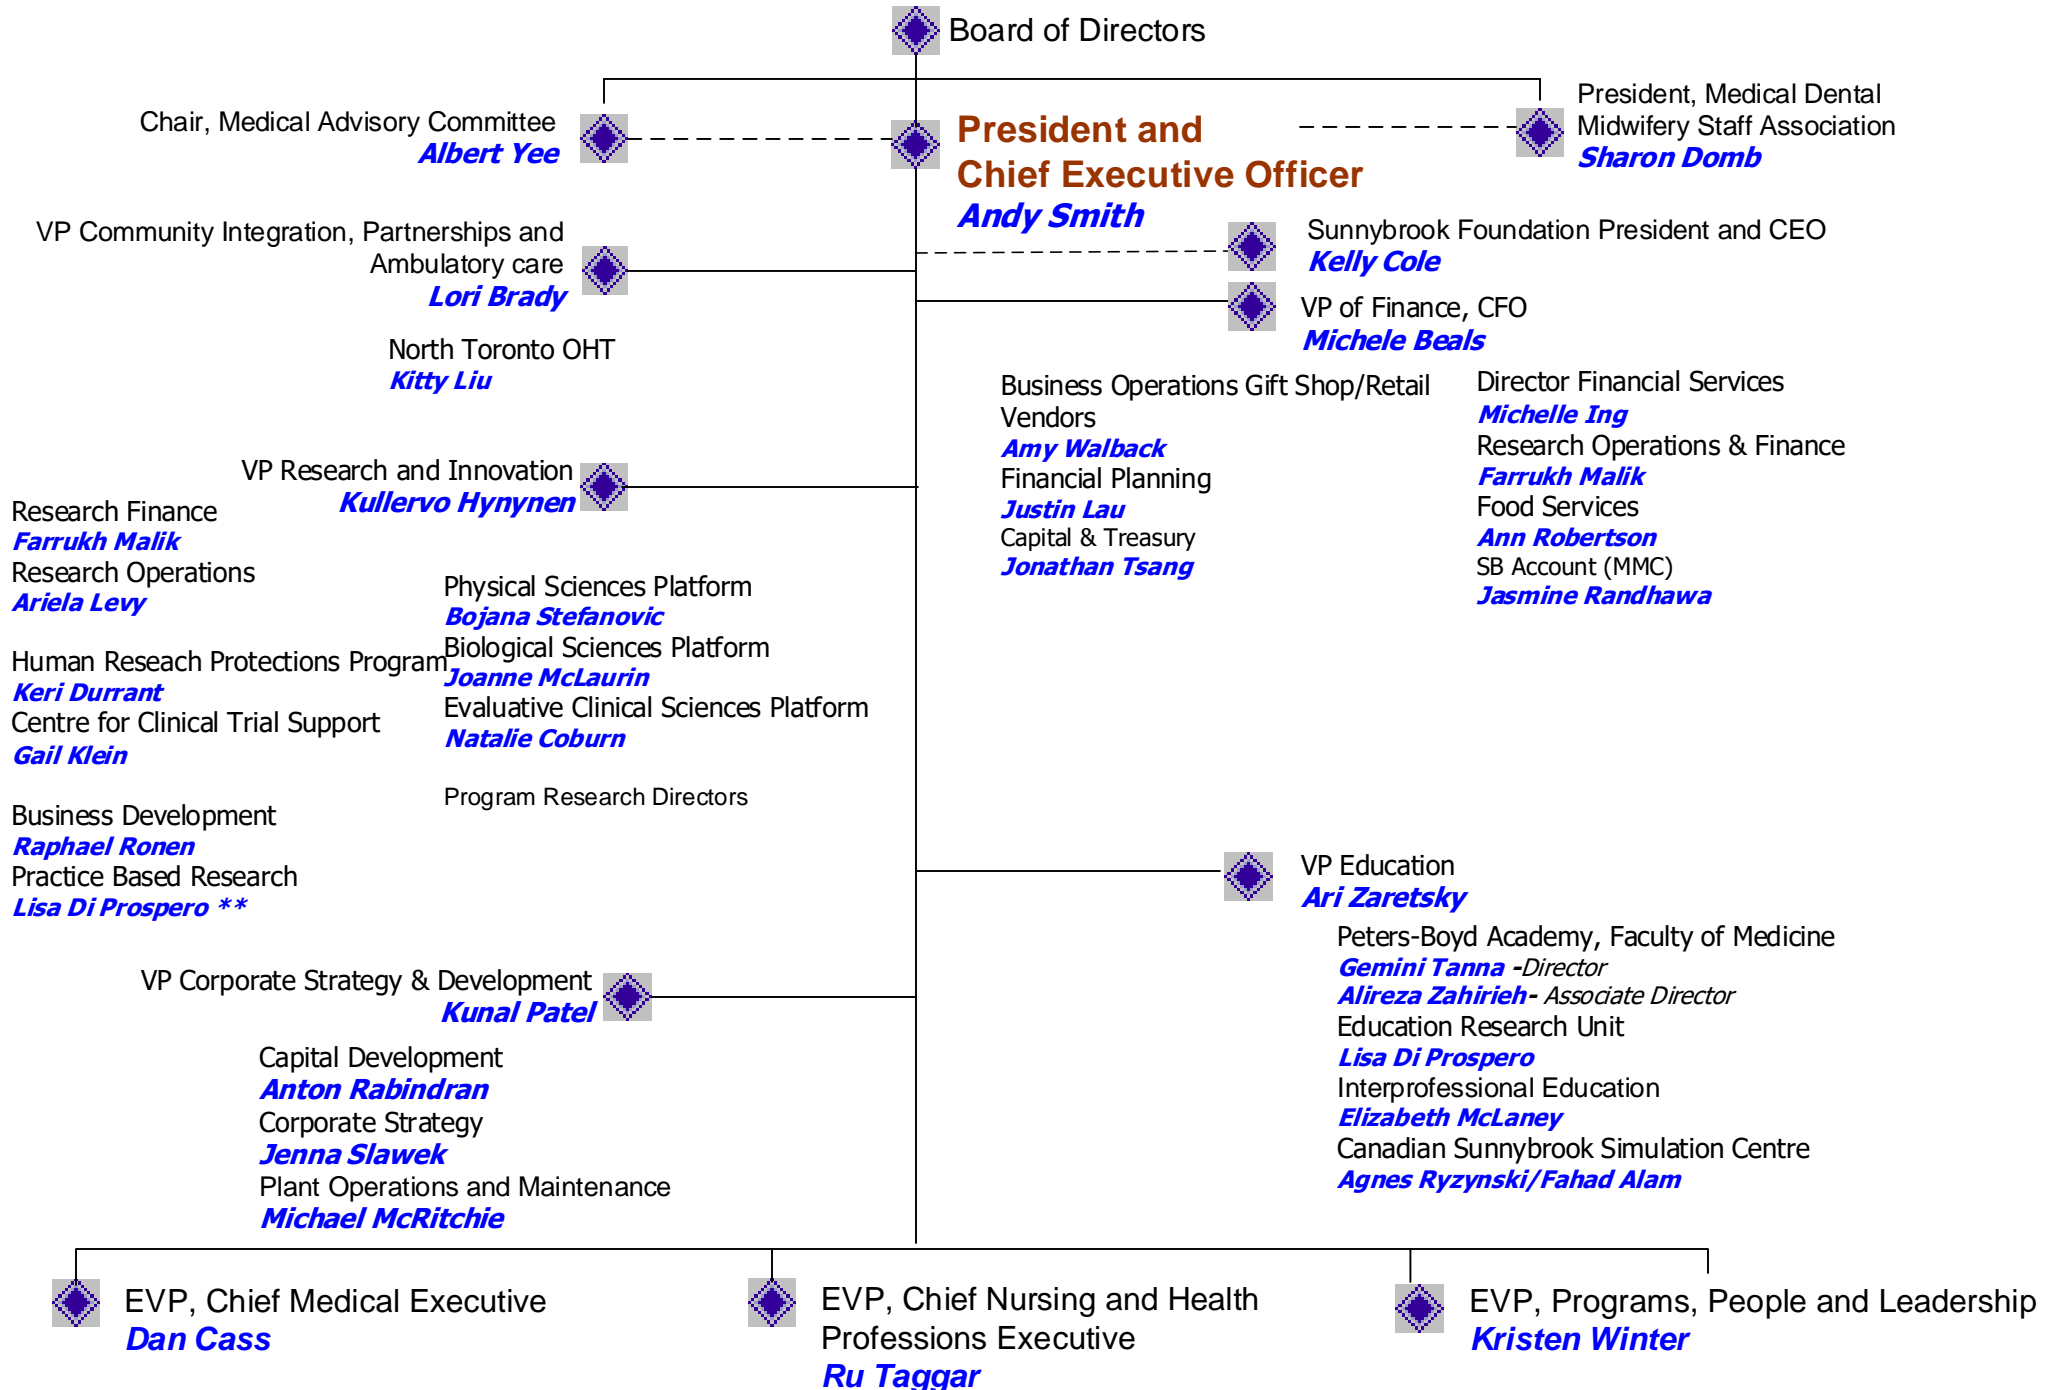 Board of Directors
Chair, Medical Advisory Committee
Albert Yee
President and
Chief Executive Officer
Andy Smith
President, Medical Dental
Midwifery Staff Association
Sharon Domb
VP Community Integration, Partnerships and
Ambulatory care
Lori Brady
North Toronto OHT
Kitty Liu
Sunnybrook Foundation President and CEO
Kelly Cole
VP of Finance, CFO
Michele Beals
Business Operations Gift Shop/Retail
Vendors
Amy Walback
Financial Planning
Justin Lau
Capital & Treasury
Jonathan Tsang
Director Financial Services
Michelle Ing
Research Operations & Finance
Farrukh Malik
Food Services
Ann Robertson
SB Account (MMC)
Jasmine Randhawa
VP Research and Innovation
Kullervo Hynynen
Research Finance
Farrukh Malik
Research Operations
Ariela Levy
Human Reseach Protections Program
Keri Durrant
Centre for Clinical Trial Support
Gail Klein
Business Development
Raphael Ronen
Practice Based Research
Lisa Di Prospero **
Physical Sciences Platform
Bojana Stefanovic
Biological Sciences Platform
Joanne McLaurin
Evaluative Clinical Sciences Platform
Natalie Coburn
Program Research Directors
VP Education
Ari Zaretsky
Peters-Boyd Academy, Faculty of Medicine
Gemini Tanna -Director
Alireza Zahirieh- Associate Director
Education Research Unit
Lisa Di Prospero
Interprofessional Education
Elizabeth McLaney
Canadian Sunnybrook Simulation Centre
Agnes Ryzynski/Fahad Alam
VP Corporate Strategy & Development
Kunal Patel
Capital Development
Anton Rabindran
Corporate Strategy
Jenna Slawek
Plant Operations and Maintenance
Michael McRitchie
EVP, Chief Medical Executive
Dan Cass
EVP, Chief Nursing and Health
Professions Executive
Ru Taggar
EVP, Programs, People and Leadership
Kristen Winter